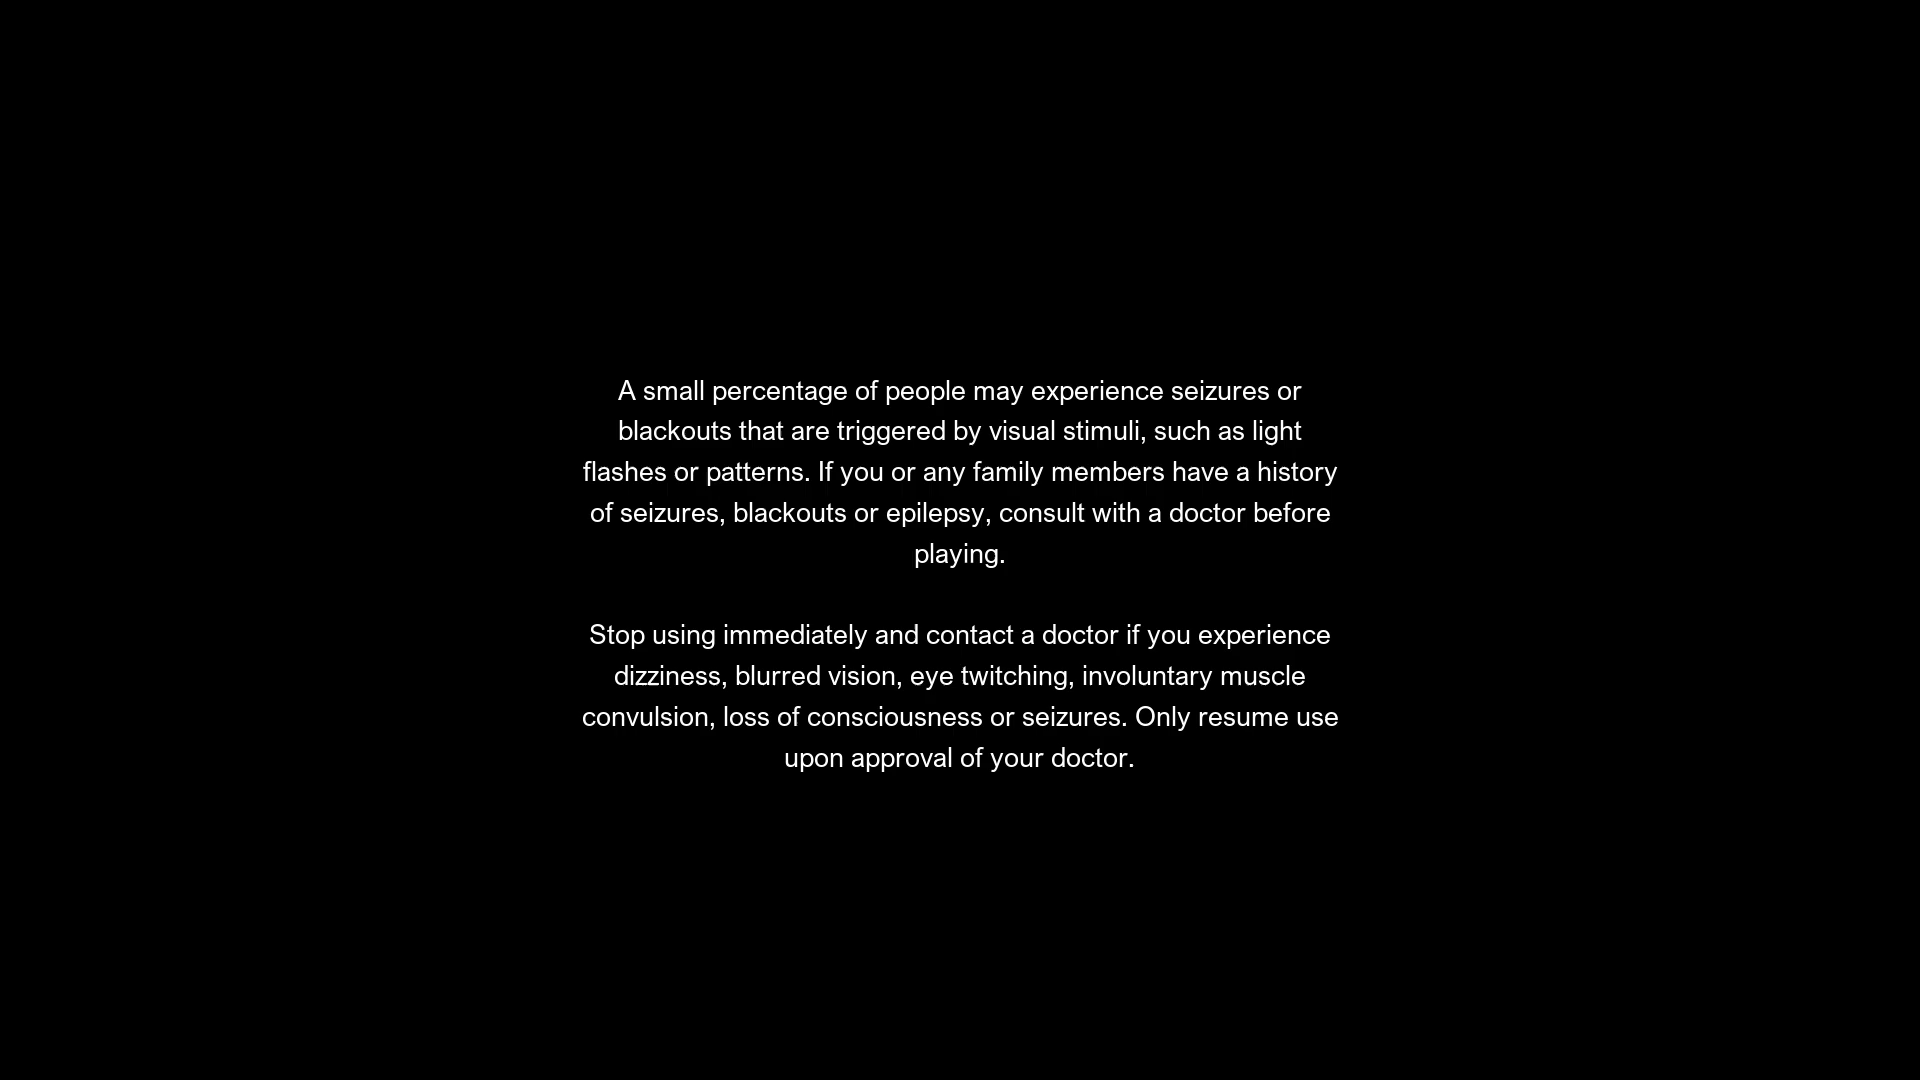 A small percentage of people may experience seizures or
blackouts that are triggered by visual stimuli, such as light
flashes or patterns. If you or any family members have a history
of seizures, blackouts or epilepsy, consult with a doctor before
playing.
Stop using immediately and contact a doctor if you experience
dizziness, blurred vision, eye twitching, involuntary muscle
convulsion, loss of consciousness or seizures. Only resume use
upon approval of your doctor.